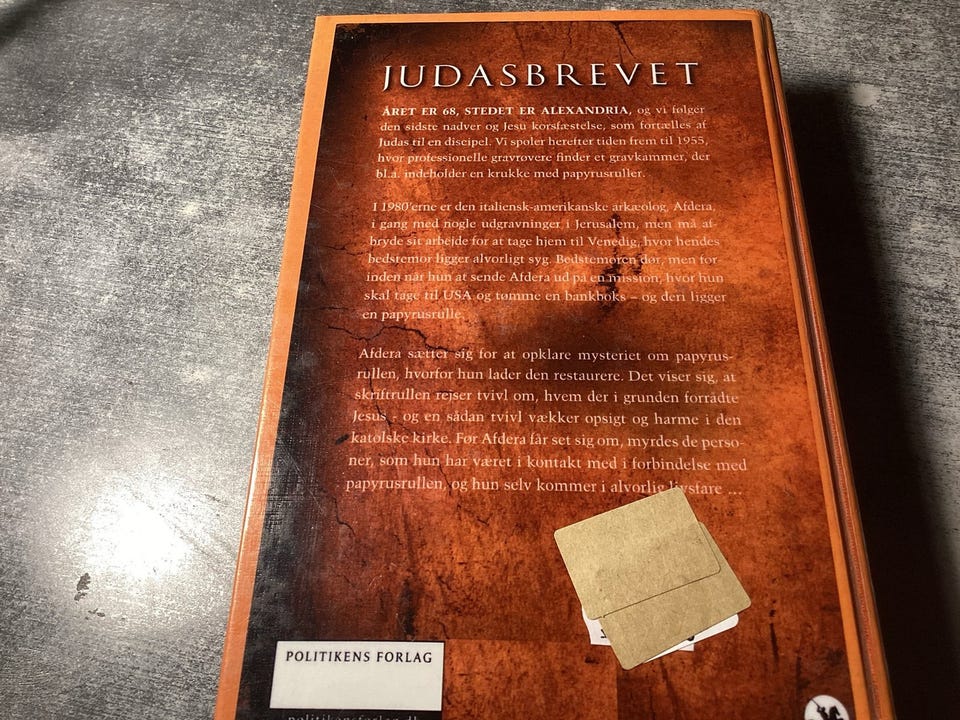 JUDASBREVET
ÅRET ER 68, STEDET ER ALEXANDRIA, og vi følger
den sidste nadver og Jesu korsfæstelse, som fortælles af
Judas til en discipel. Vi spoler herefter tiden frem til 1955,
hvor professionelle gravrøvere finder et gravkammer, der
bl.a. indeholder en krukke med papyrusruller.
I 1980'erne er den italiensk-amerikanske arkæolog, Afdera,
i gang med nogle udgravninger i Jerusalem, men må af-
bryde sit arbejde for at tage hjem til Venedig, hvor hendes
bedstemor ligger alvorligt syg. Bedstemoren dør, men for-
inden når hun at sende Afdera ud på en mission, hvor hun
skal tage til USA og tømme en bankboks – og deri ligger
en papyrusrulle.
Afdera sætter sig for at opklare mysteriet om papyrus-
rullen, hvorfor hun lader den restaurere. Det viser sig, at
skriftrullen rejser tvivl om, hvem der i grunden forrådte
Jesus - og en sådan tvivl vækker opsigt og harme i den
katolske kirke. Før Afdera får set sig om, myrdes de perso-
ner, som hun har været i kontakt med i forbindelse med
papyrusrullen, og hun selv kommer i alvorlig livsfare ...
POLITIKENS FORLAG
politikensforlag.dk